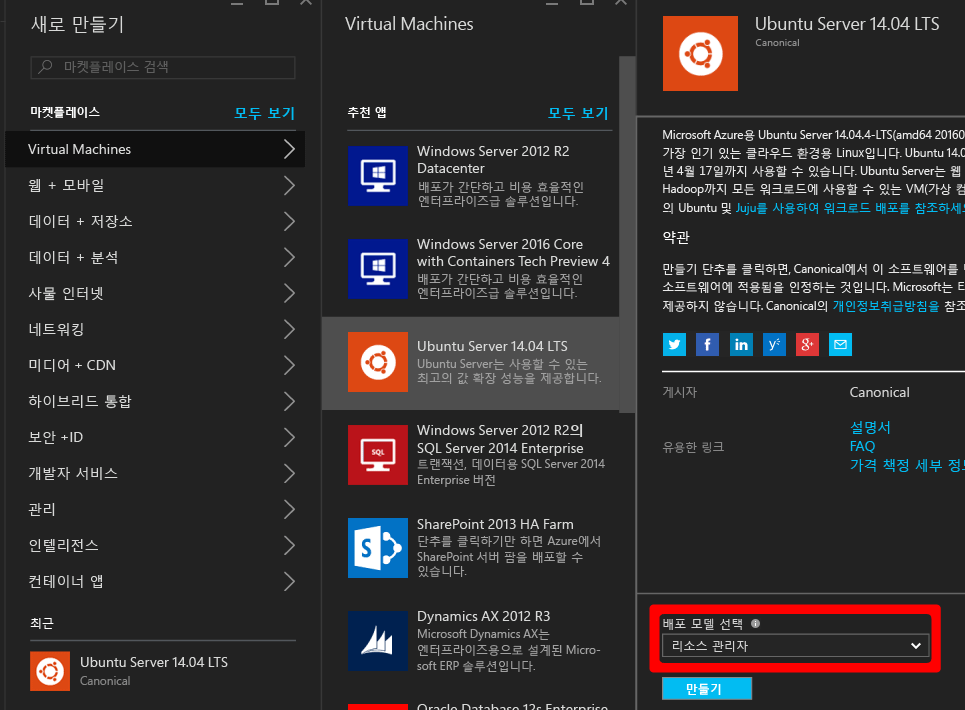 새로 만들기
마켓플레이스 검색
마켓플레이스
모두 보기
Virtual Machines
웹 + 모바일
데이터 + 저장소
데이터 + 분석
사물 인터넷
네트워킹
미디어 + CDN
하이브리드 통합
보안 +ID
개발자 서비스
관리
인텔리전스
컨테이너 앱
최근
Ubuntu Server 14.04 LTS
Canonical
Virtual Machines
추천 앱
모두 보기
Windows Server 2012 R2
Datacenter
배포가 간단하고 비용 효율적인
엔터프라이즈급 솔루션입니다.
Windows Server 2016 Core
with Containers Tech Preview 4
배포가 간단하고 비용 효율적인
엔터프라이즈급 솔루션입니다.
Ubuntu Server 14.04 LTS
Ubuntu Server는 사용할 수 있는
최고의 값 확장 성능을 제공합니다.
SQL
Windows Server 2012 R2의
SQL Server 2014 Enterprise
트랜잭션, 데이터용 SQL Server 2014
Enterprise 버전
SharePoint 2013 HA Farm
단추를 클릭하기만 하면 Azure에서
SharePoint 서버 팜을 배포할 수
있습니다.
Dynamics AX 2012 R3
Microsoft Dynamics AX는
엔터프라이즈용으로 설계된 Micro-
soft ERP 솔루션입니다.
Oracle Database 12c Enterprise
Ubuntu Server 14.04 LTS
Canonical
Microsoft Azure용 Ubuntu Server 14.04.4-LTS(amd64 20160
가장 인기 있는 클라우드 환경용 Linux입니다. Ubuntu 14.0
년 4월 17일까지 사용할 수 있습니다. Ubuntu Server는 웹
Hadoop까지 모든 워크로드에 사용할 수 있는 VM(가상 컴
의 Ubuntu 및 Juju를 사용하여 워크로드 배포를 참조하세요
약관
만들기 단추를 클릭하면, Canonical에서 이 소프트웨어를
소프트웨어에 적용됨을 인정하는 것입니다. Microsoft는 타
제공하지 않습니다. Canonical의 개인정보취급방침을 참조
게시자
Canonical
유용한 링크
설명서
FAQ
가격 책정 세부 정보
배포 모델 선택
리소스 관리자
만들기